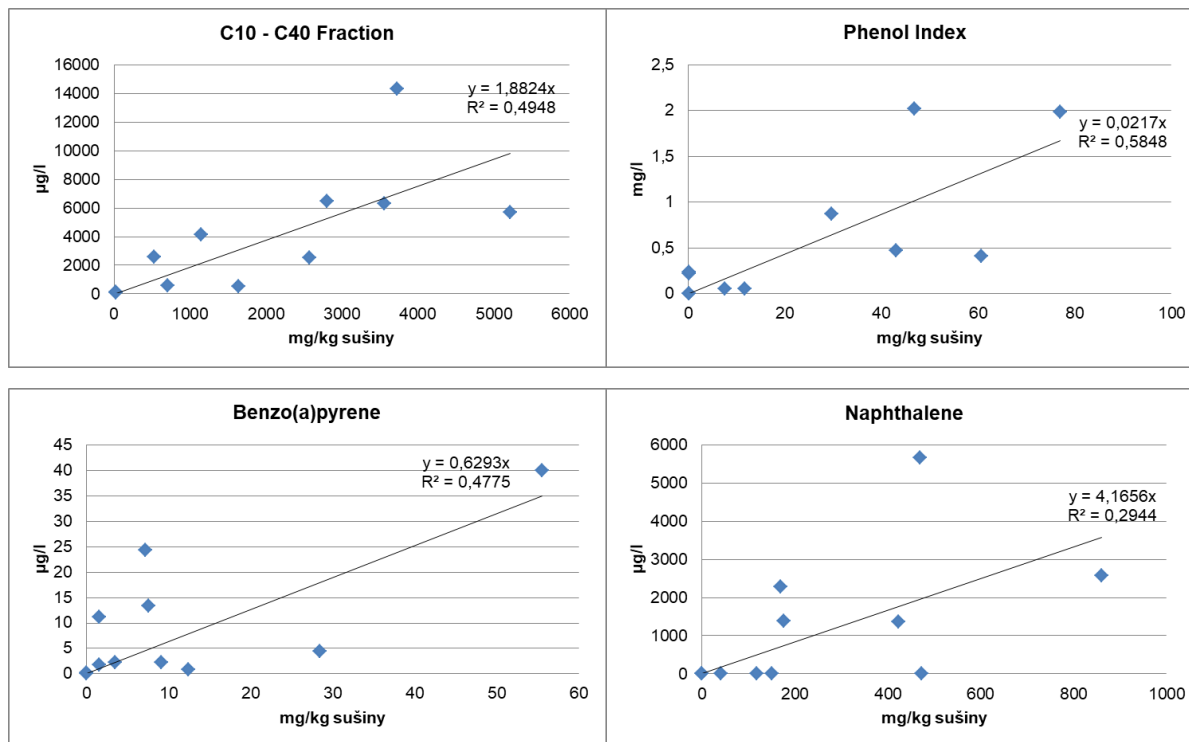 C10 - C40 Fraction
16000
14000
12000
10000
8000
6000
4000
2000
0
µg/l
y = 1,8824x
R² = 0,4948
0 1000 2000 3000 4000 5000 6000
mg/kg sušiny
Phenol Index
2,5
2
1,5
1
0,5
0
mg/l
y = 0,0217x
R² = 0,5848
0 20 40 60 80 100
mg/kg sušiny
Benzo(a)pyrene
45
40
35
30
25
20
15
10
5
0
µg/l
y = 0,6293x
R² = 0,4775
0 10 20 30 40 50 60
mg/kg sušiny
Naphthalene
6000
5000
4000
3000
2000
1000
0
µg/l
y = 4,1656x
R² = 0,2944
0 200 400 600 800 1000
mg/kg sušiny